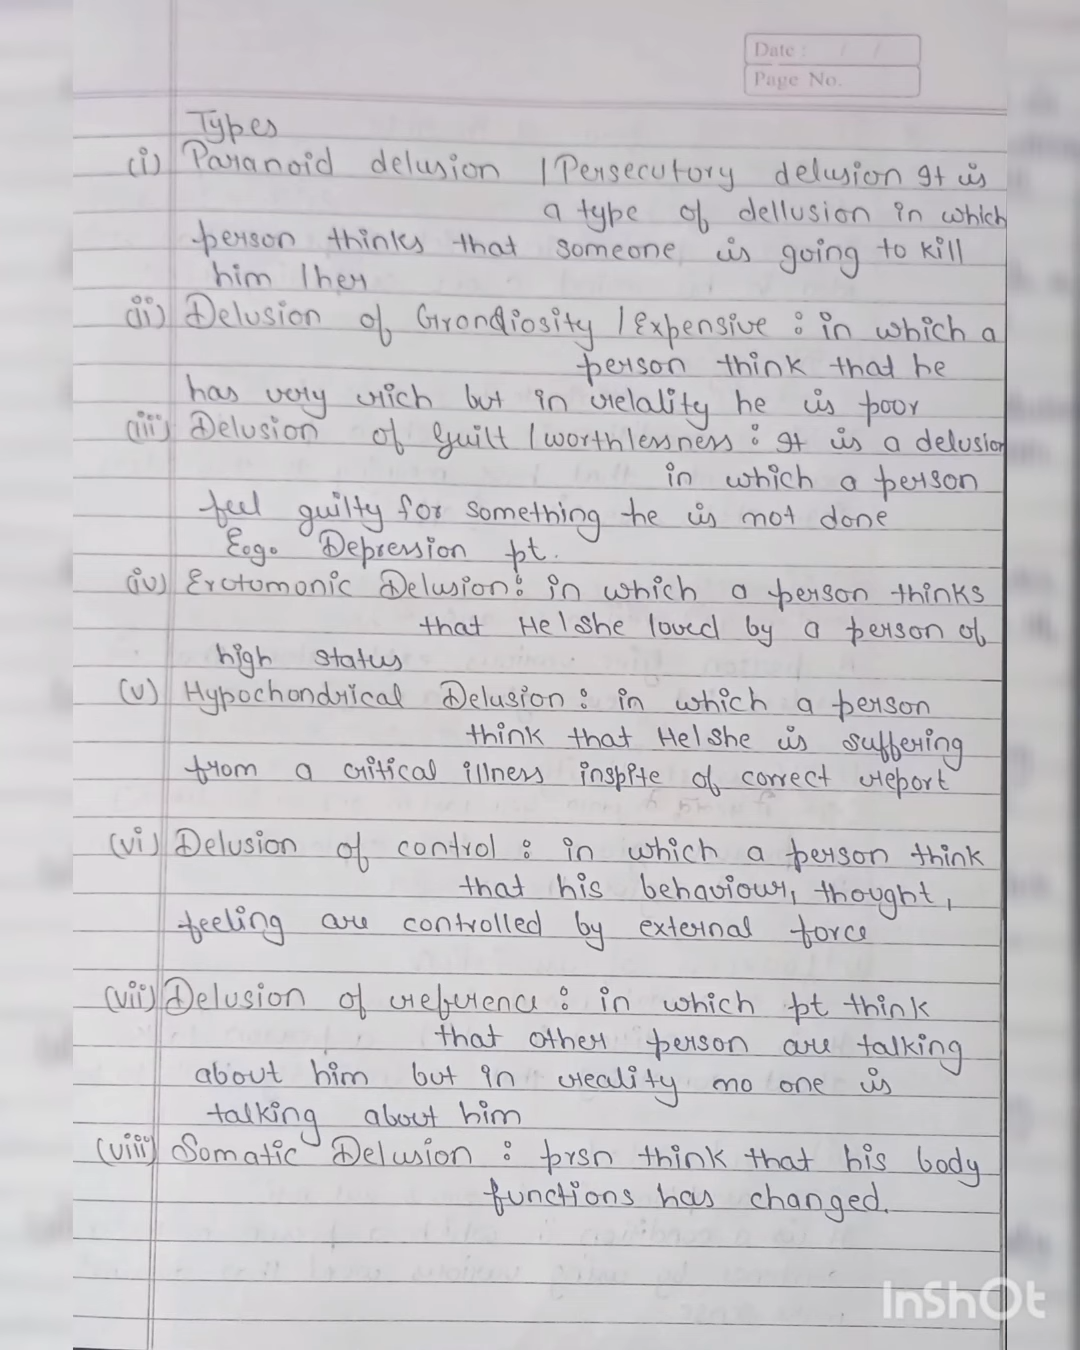 Date : / /
Page No.
Types
(i) Paranoid delusion / Persecutory delusion It is
a type of dellusion in which
person thinks that someone is going to kill
him / her
(ii) Delusion of Grondiosity / Expensive : in which a
person think that he
has very rich but in relality he is poor
(iii) Delusion of guilt / worthlessness : It is a delusion
in which a person
feel guilty for something he is not done
E.g. Depression pt.
(iv) Erotomonic Delusion : in which a person thinks
that He/she loved by a person of
high status
(v) Hypochondrical Delusion : in which a person
think that He/she is suffering
from a critical illness inspite of correct report
(vi) Delusion of control : in which a person think
that his behaviour, thought,
feeling are controlled by external force
(vii) Delusion of reference : in which pt think
that other person are talking
about him but in reality no one is
talking about him
(viii) Somatic Delusion : prsn think that his body
functions has changed.
InShOt